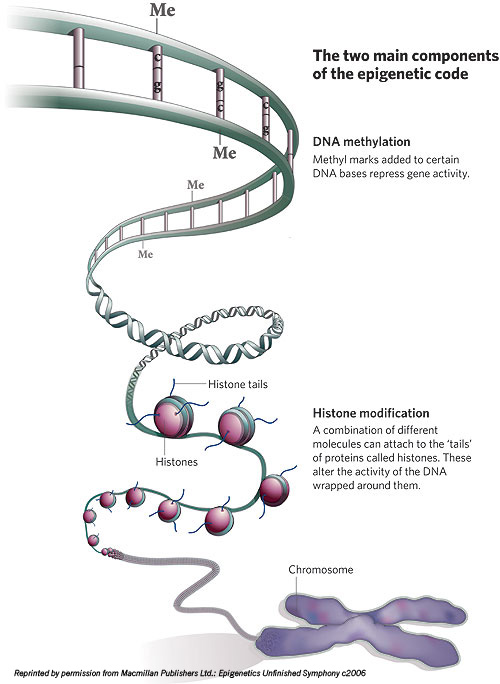 Me
The two main components
of the epigenetic code
c
g
g
c
c
g
Me
DNA methylation
Methyl marks added to certain
DNA bases repress gene activity.
Me
Me
Histone tails
Histones
Histone modification
A combination of different
molecules can attach to the ‘tails’
of proteins called histones. These
alter the activity of the DNA
wrapped around them.
Chromosome
Reprinted by permission from Macmillan Publishers Ltd.: Epigenetics Unfinished Symphony c2006